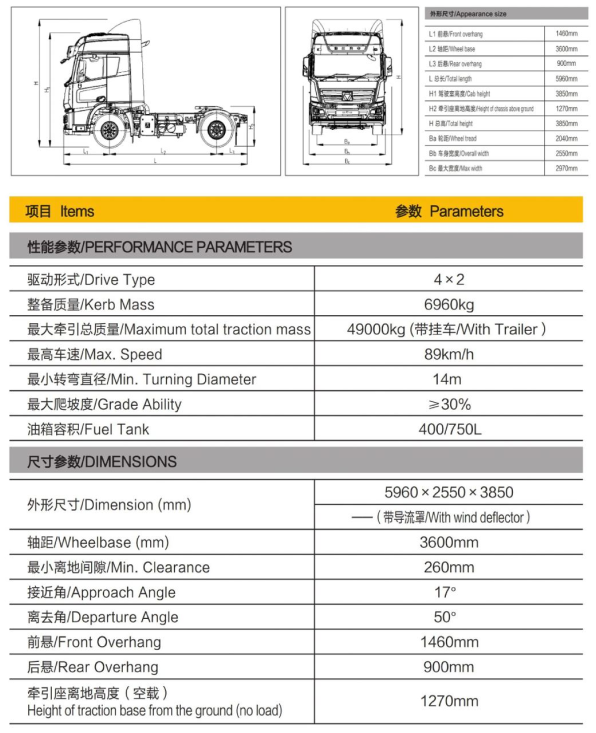 外形尺寸/Appearance size
L1 前悬/Front overhang 1460mm
L2 轴距/Wheel base 3600mm
L3 后悬/Rear overhang 900mm
L 总长/Total length 5960mm
H1 驾驶室高度/Cab height 3850mm
H2 牵引座离地高度/Height of chassis above ground 1270mm
H 总高/Total height 3850mm
Ba 轮距/Wheel tread 2040mm
Bb 车身宽度/Overall width 2550mm
Bc 最大宽度/Max width 2970mm
H
H₁
L₁
L₂
L₃
L
H
项目 Items 参数 Parameters
性能参数/PERFORMANCE PARAMETERS
驱动形式/Drive Type 4×2
整备质量/Kerb Mass 6960kg
最大牵引总质量/Maximum total traction mass 49000kg (带挂车/With Trailer)
最高车速/Max. Speed 89km/h
最小转弯直径/Min. Turning Diameter 14m
最大爬坡度/Grade Ability ≥30%
油箱容积/Fuel Tank 400/750L
尺寸参数/DIMENSIONS
外形尺寸/Dimension (mm) 5960×2550×3850
——(带导流罩/With wind deflector)
轴距/Wheelbase (mm) 3600mm
最小离地间隙/Min. Clearance 260mm
接近角/Approach Angle 17°
离去角/Departure Angle 50°
前悬/Front Overhang 1460mm
后悬/Rear Overhang 900mm
牵引座离地高度(空载)
Height of traction base from the ground (no load) 1270mm